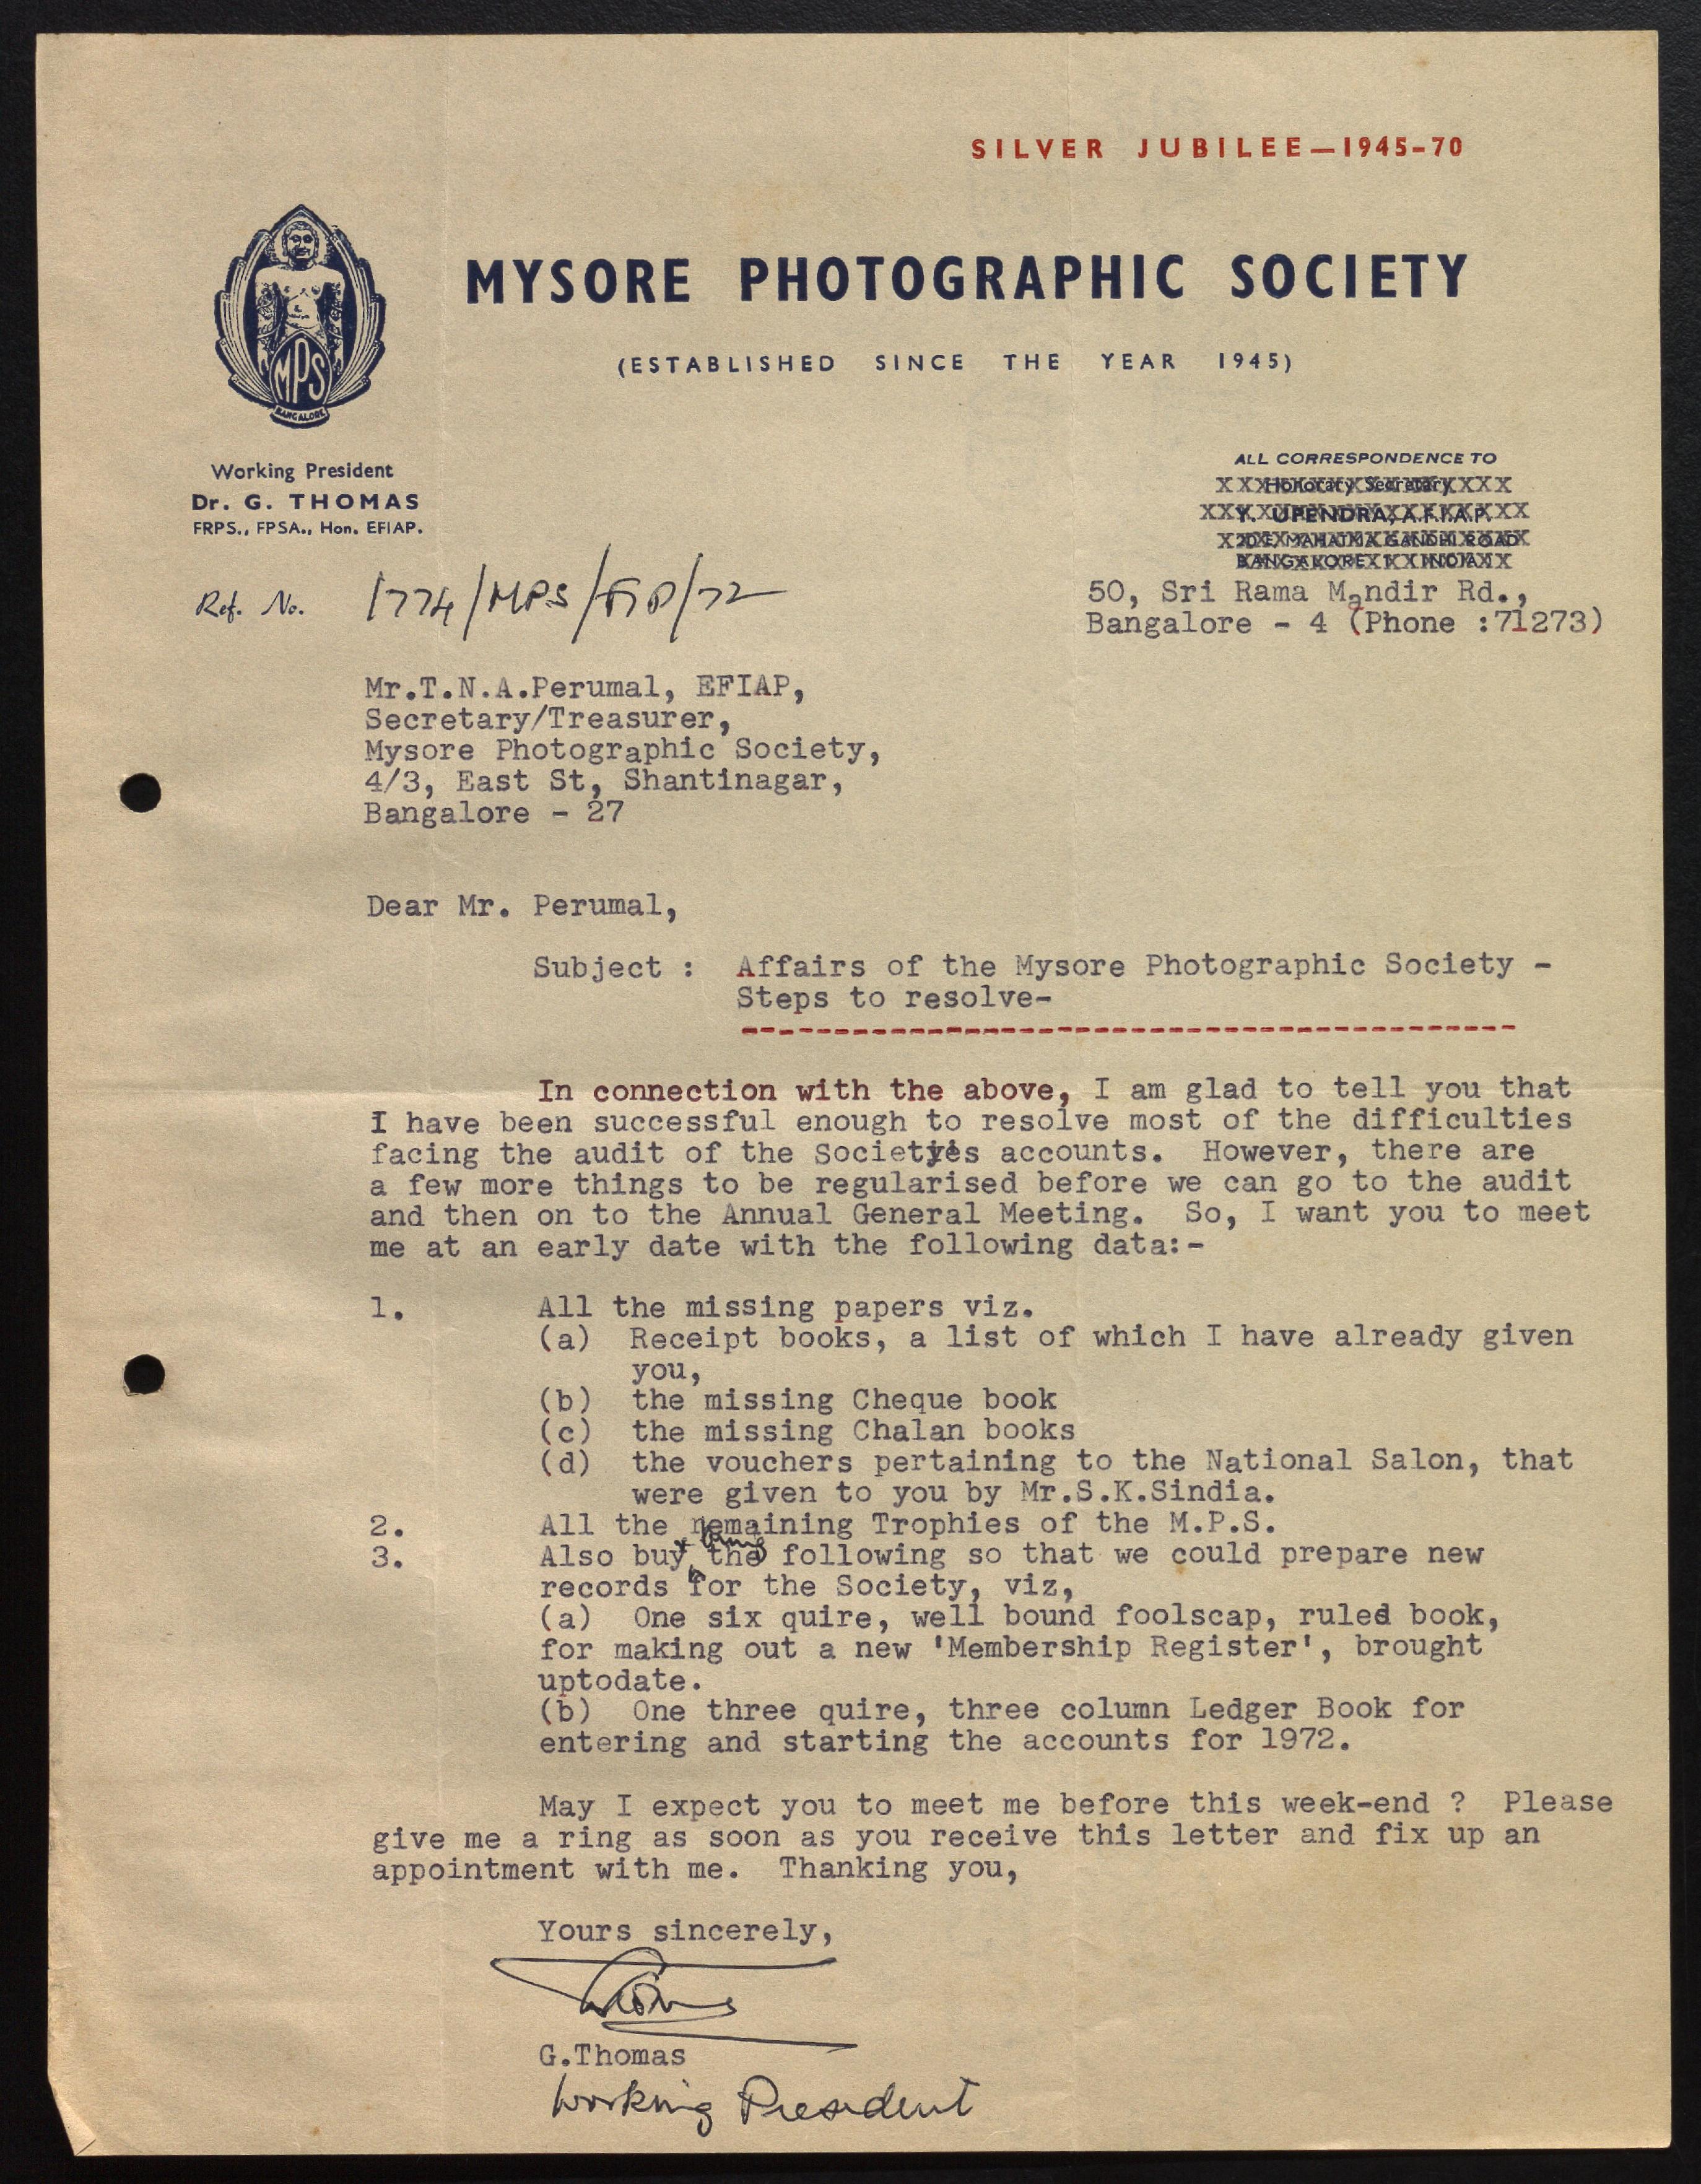 SILVER JUBILEE—1945-70
MYSORE PHOTOGRAPHIC SOCIETY
(ESTABLISHED SINCE THE YEAR 1945)
MPS
BANGALORE
Working President
Dr. G. THOMAS
FRPS., FPSA., Hon. EFIAP.
ALL CORRESPONDENCE TO
Honorary Secretary
Y. UPENDRA, A.F.I.A.P.
MAHATMA GANDHI ROAD
BANGALORE 1 INDIA
Ref. No. 1774/MPS/ /72
50, Sri Rama Mandir Rd.,
Bangalore - 4 (Phone :71273)
Mr.T.N.A.Perumal, EFIAP,
Secretary/Treasurer,
Mysore Photographic Society,
4/3, East St, Shantinagar,
Bangalore - 27
Dear Mr. Perumal,
Subject : Affairs of the Mysore Photographic Society -
Steps to resolve-
In connection with the above, I am glad to tell you that
I have been successful enough to resolve most of the difficulties
facing the audit of the Society's accounts. However, there are
a few more things to be regularised before we can go to the audit
and then on to the Annual General Meeting. So, I want you to meet
me at an early date with the following data:-
1. All the missing papers viz.
(a) Receipt books, a list of which I have already given
you,
(b) the missing Cheque book
(c) the missing Chalan books
(d) the vouchers pertaining to the National Salon, that
were given to you by Mr.S.K.Sindia.
2. All the remaining Trophies of the M.P.S.
3. Also buy & bring the following so that we could prepare new
records for the Society, viz,
(a) One six quire, well bound foolscap, ruled book,
for making out a new 'Membership Register', brought
uptodate.
(b) One three quire, three column Ledger Book for
entering and starting the accounts for 1972.
May I expect you to meet me before this week-end ? Please
give me a ring as soon as you receive this letter and fix up an
appointment with me. Thanking you,
Yours sincerely,
G.Thomas
Working President